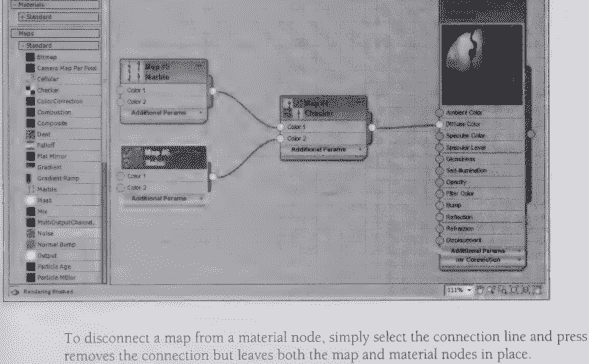 Materials
- Standard
Maps
- Standard
Bitmap
Camera Map Per Pixel
Cellular
Checker
ColorCorrection
Combustion
Composite
Dent
Falloff
Flat Mirror
Gradient
Gradient Ramp
Marble
Mask
Mix
MultiOutputChannel
Noise
Normal Bump
Output
Particle Age
Particle MBlur
Rendering finished
Map #5
Marble
Color 1
Color 2
Additional Params
Color 1
Color 2
Additional Params
Map #4
Checker
Color 1
Color 2
Additional Params
Ambient Color
Diffuse Color
Specular Color
Specular Level
Glossiness
Self-Illumination
Opacity
Filter Color
Bump
Reflection
Refraction
Displacement
Additional Params
mr Connection
111%
To disconnect a map from a material node, simply select the connection line and press
removes the connection but leaves both the map and material nodes in place.